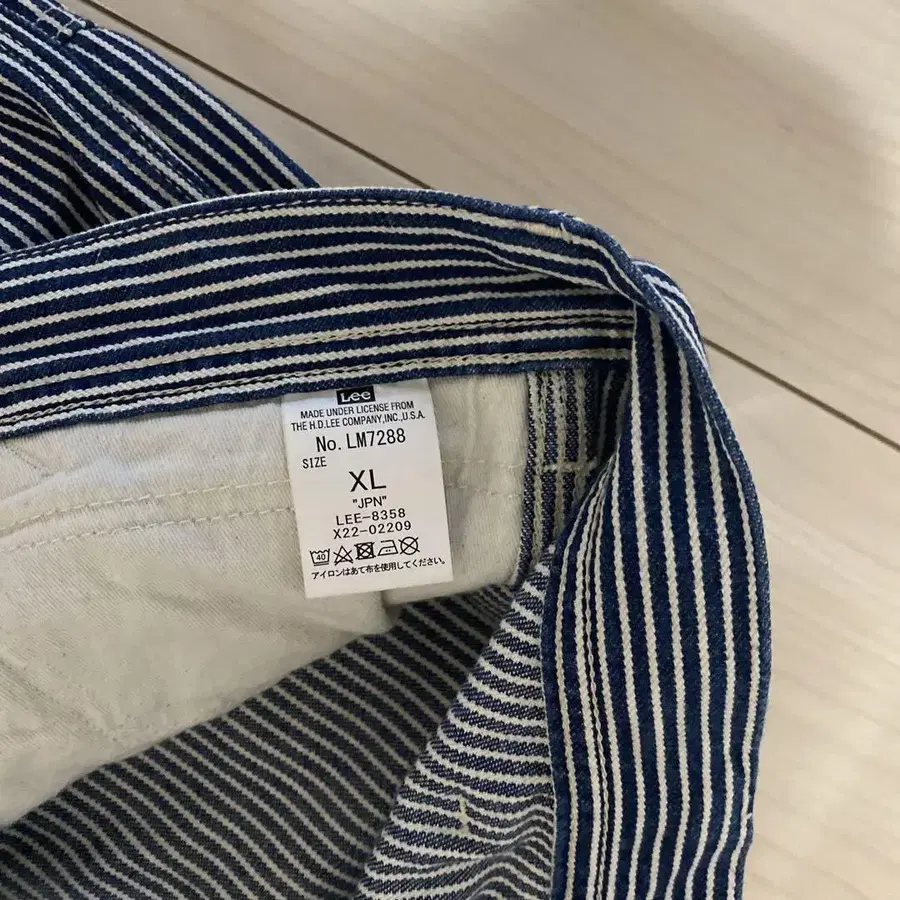 Lee
MADE UNDER LICENSE FROM
THE H.D.LEE COMPANY,INC.,U.S.A.
No. LM7288
SIZE
XL
"JPN"
LEE-8358
X22-02209
40
アイロンはあて布を使用してください。